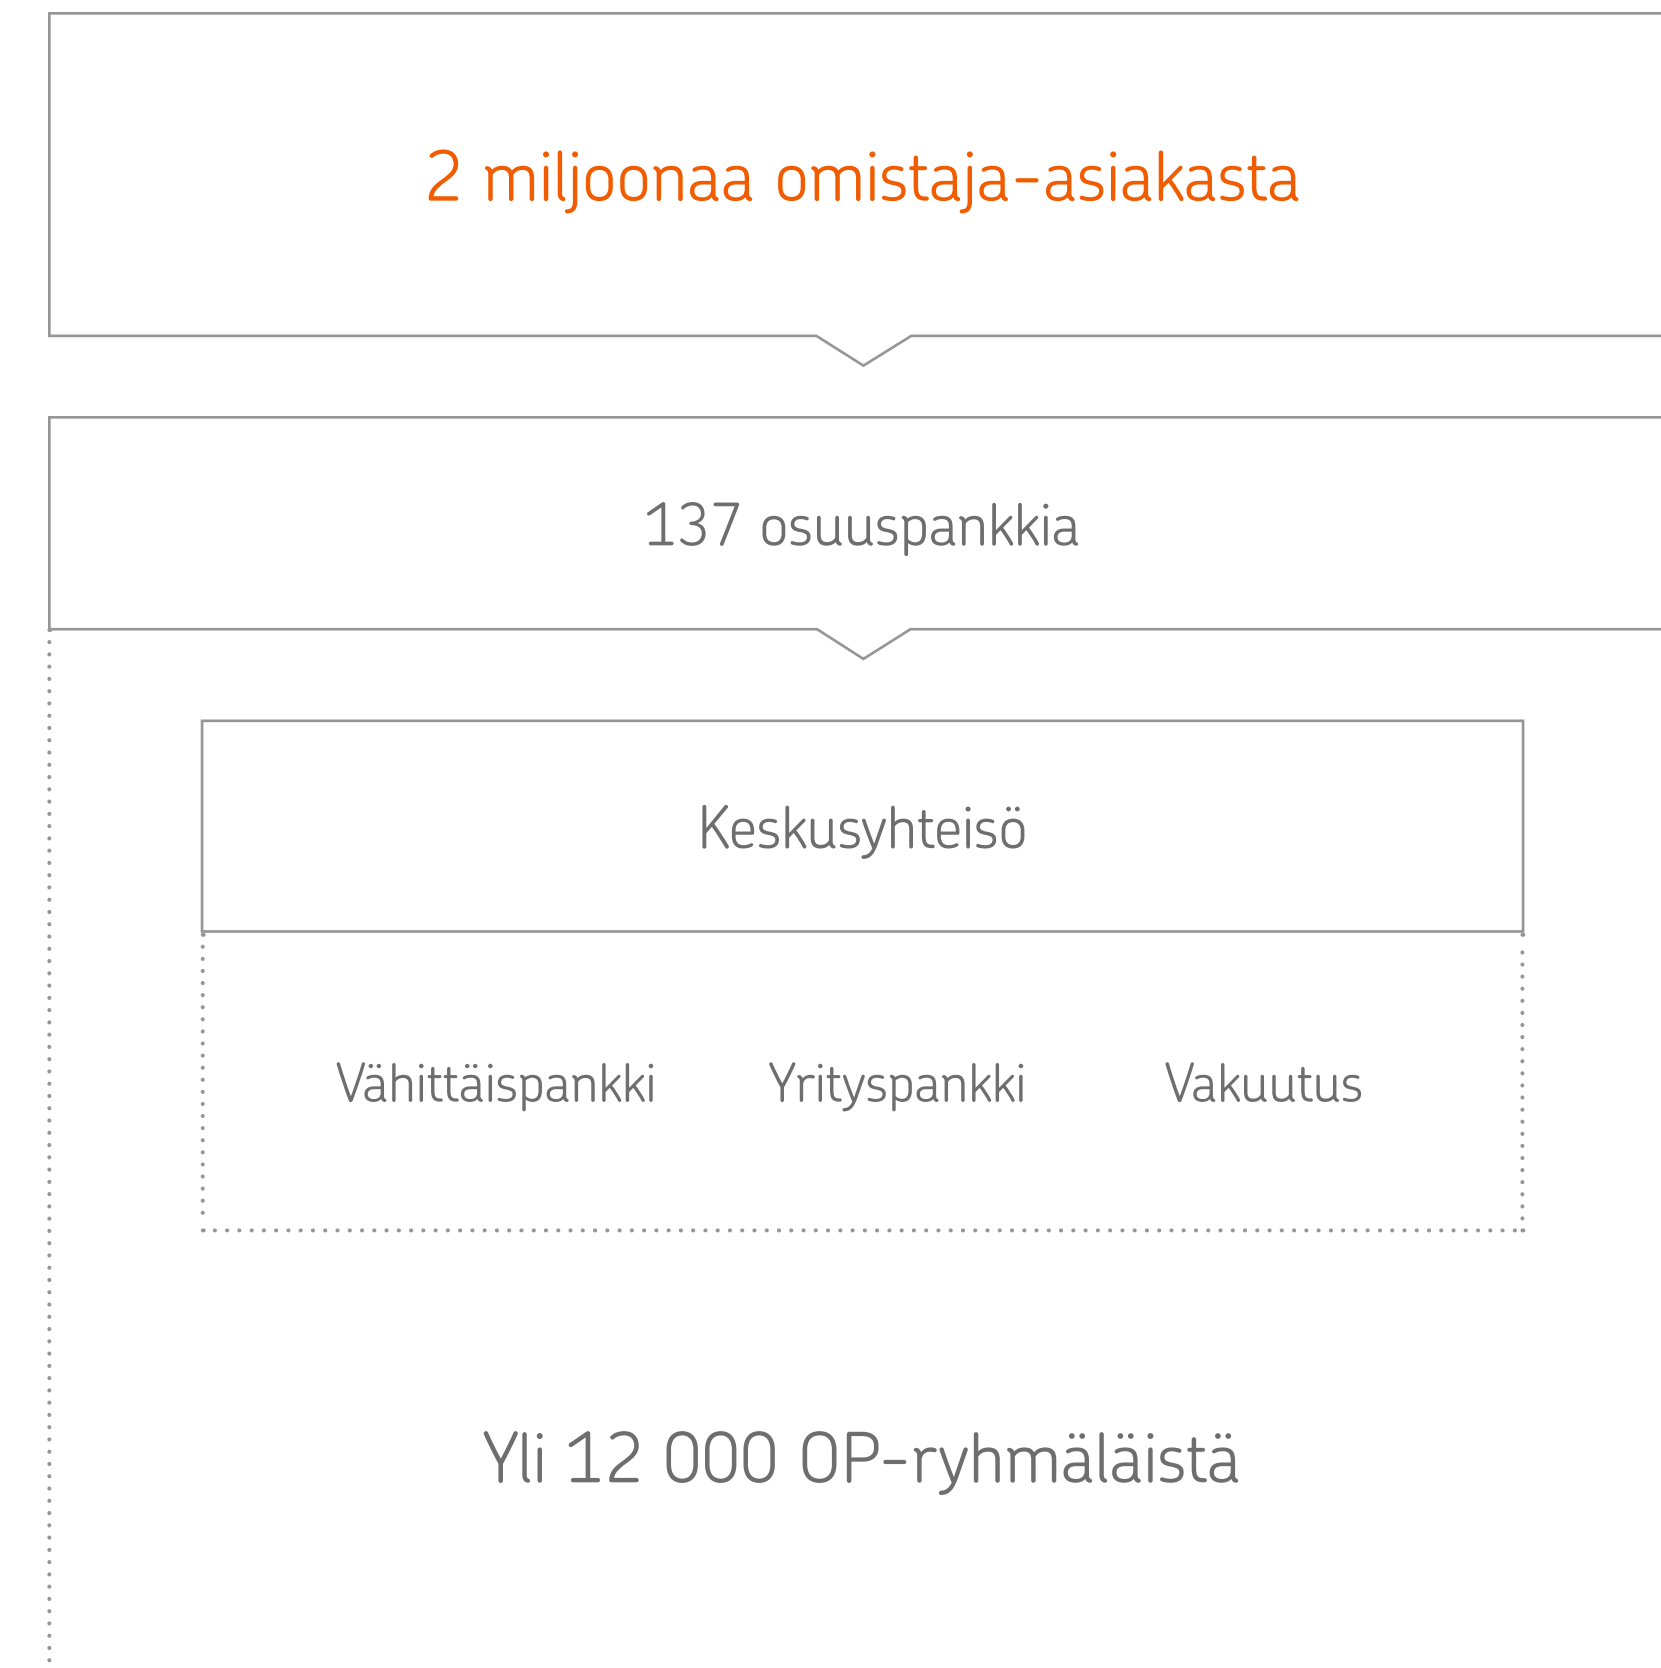 2 miljoonaa omistaja-asiakasta
137 osuuspankkia
Keskusyhteisö
Vähittäispankki Yrityspankki Vakuutus
Yli 12 000 OP-ryhmäläistä